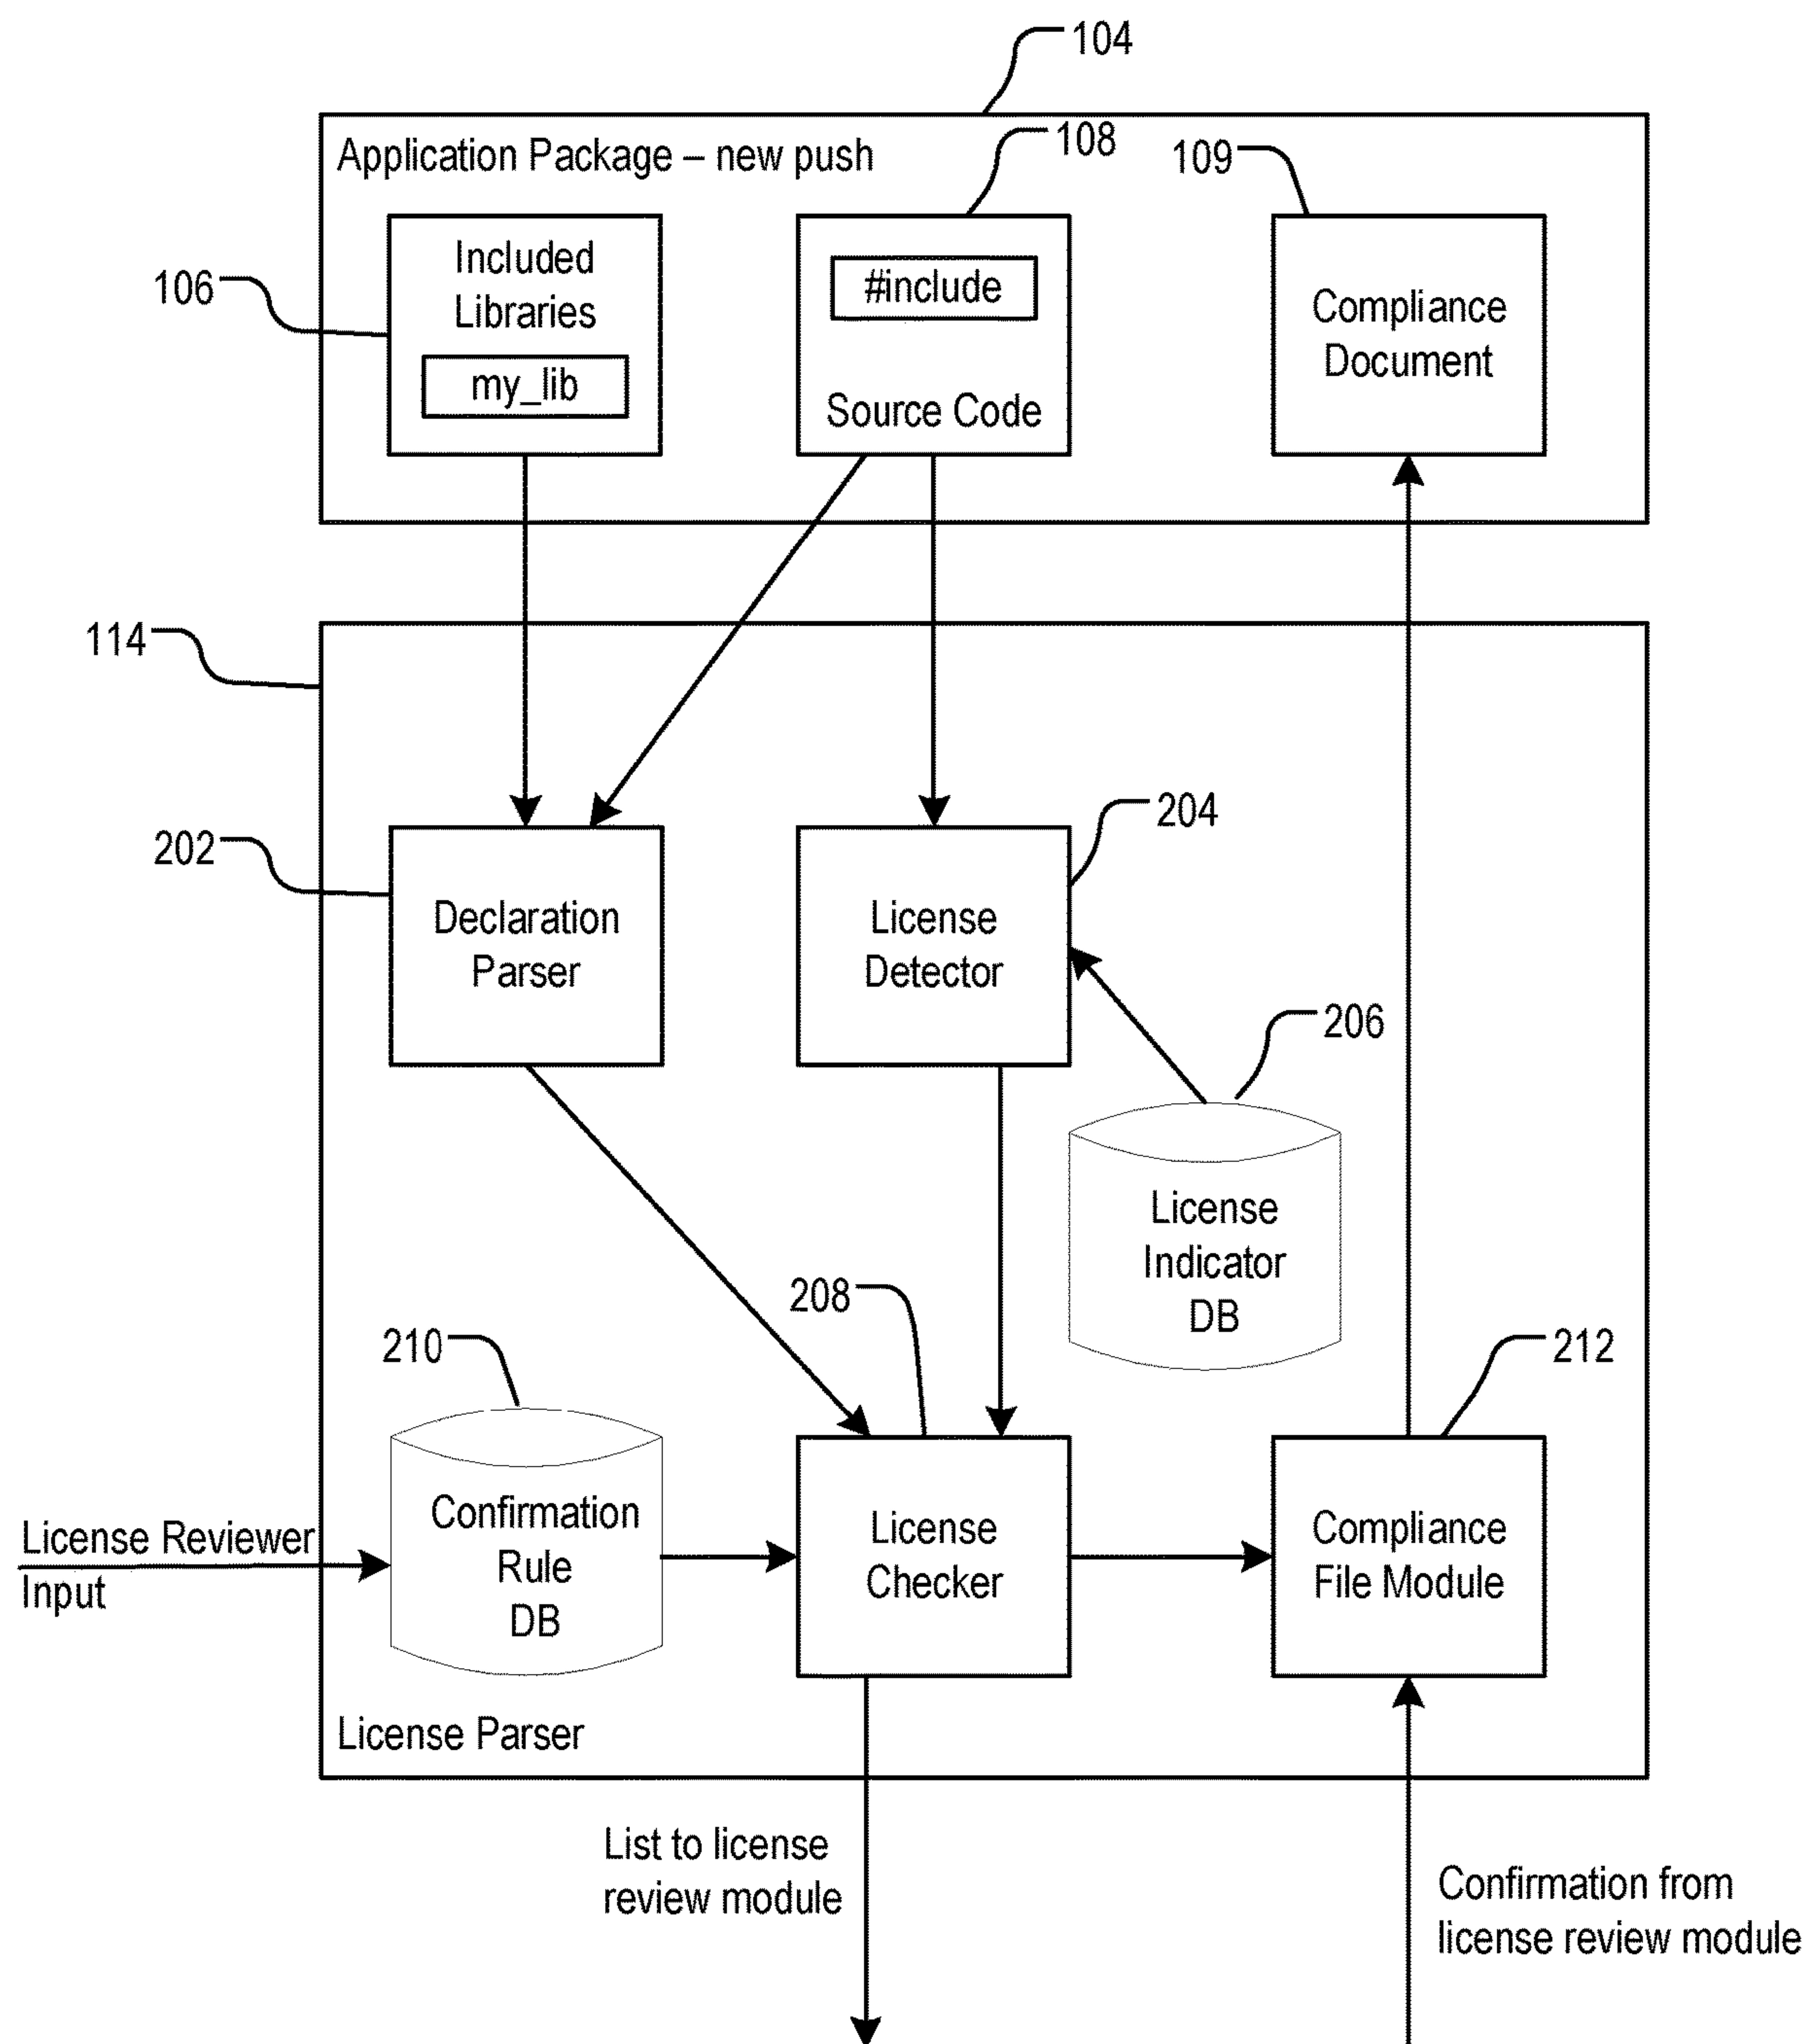 104
Application Package – new push
108
109
106
Included
Libraries
my_lib
#include
Source Code
Compliance
Document
114
202
Declaration
Parser
204
License
Detector
206
License
Indicator
DB
208
210
212
License Reviewer
Input
Confirmation
Rule
DB
License
Checker
Compliance
File Module
License Parser
List to license
review module
Confirmation from
license review module